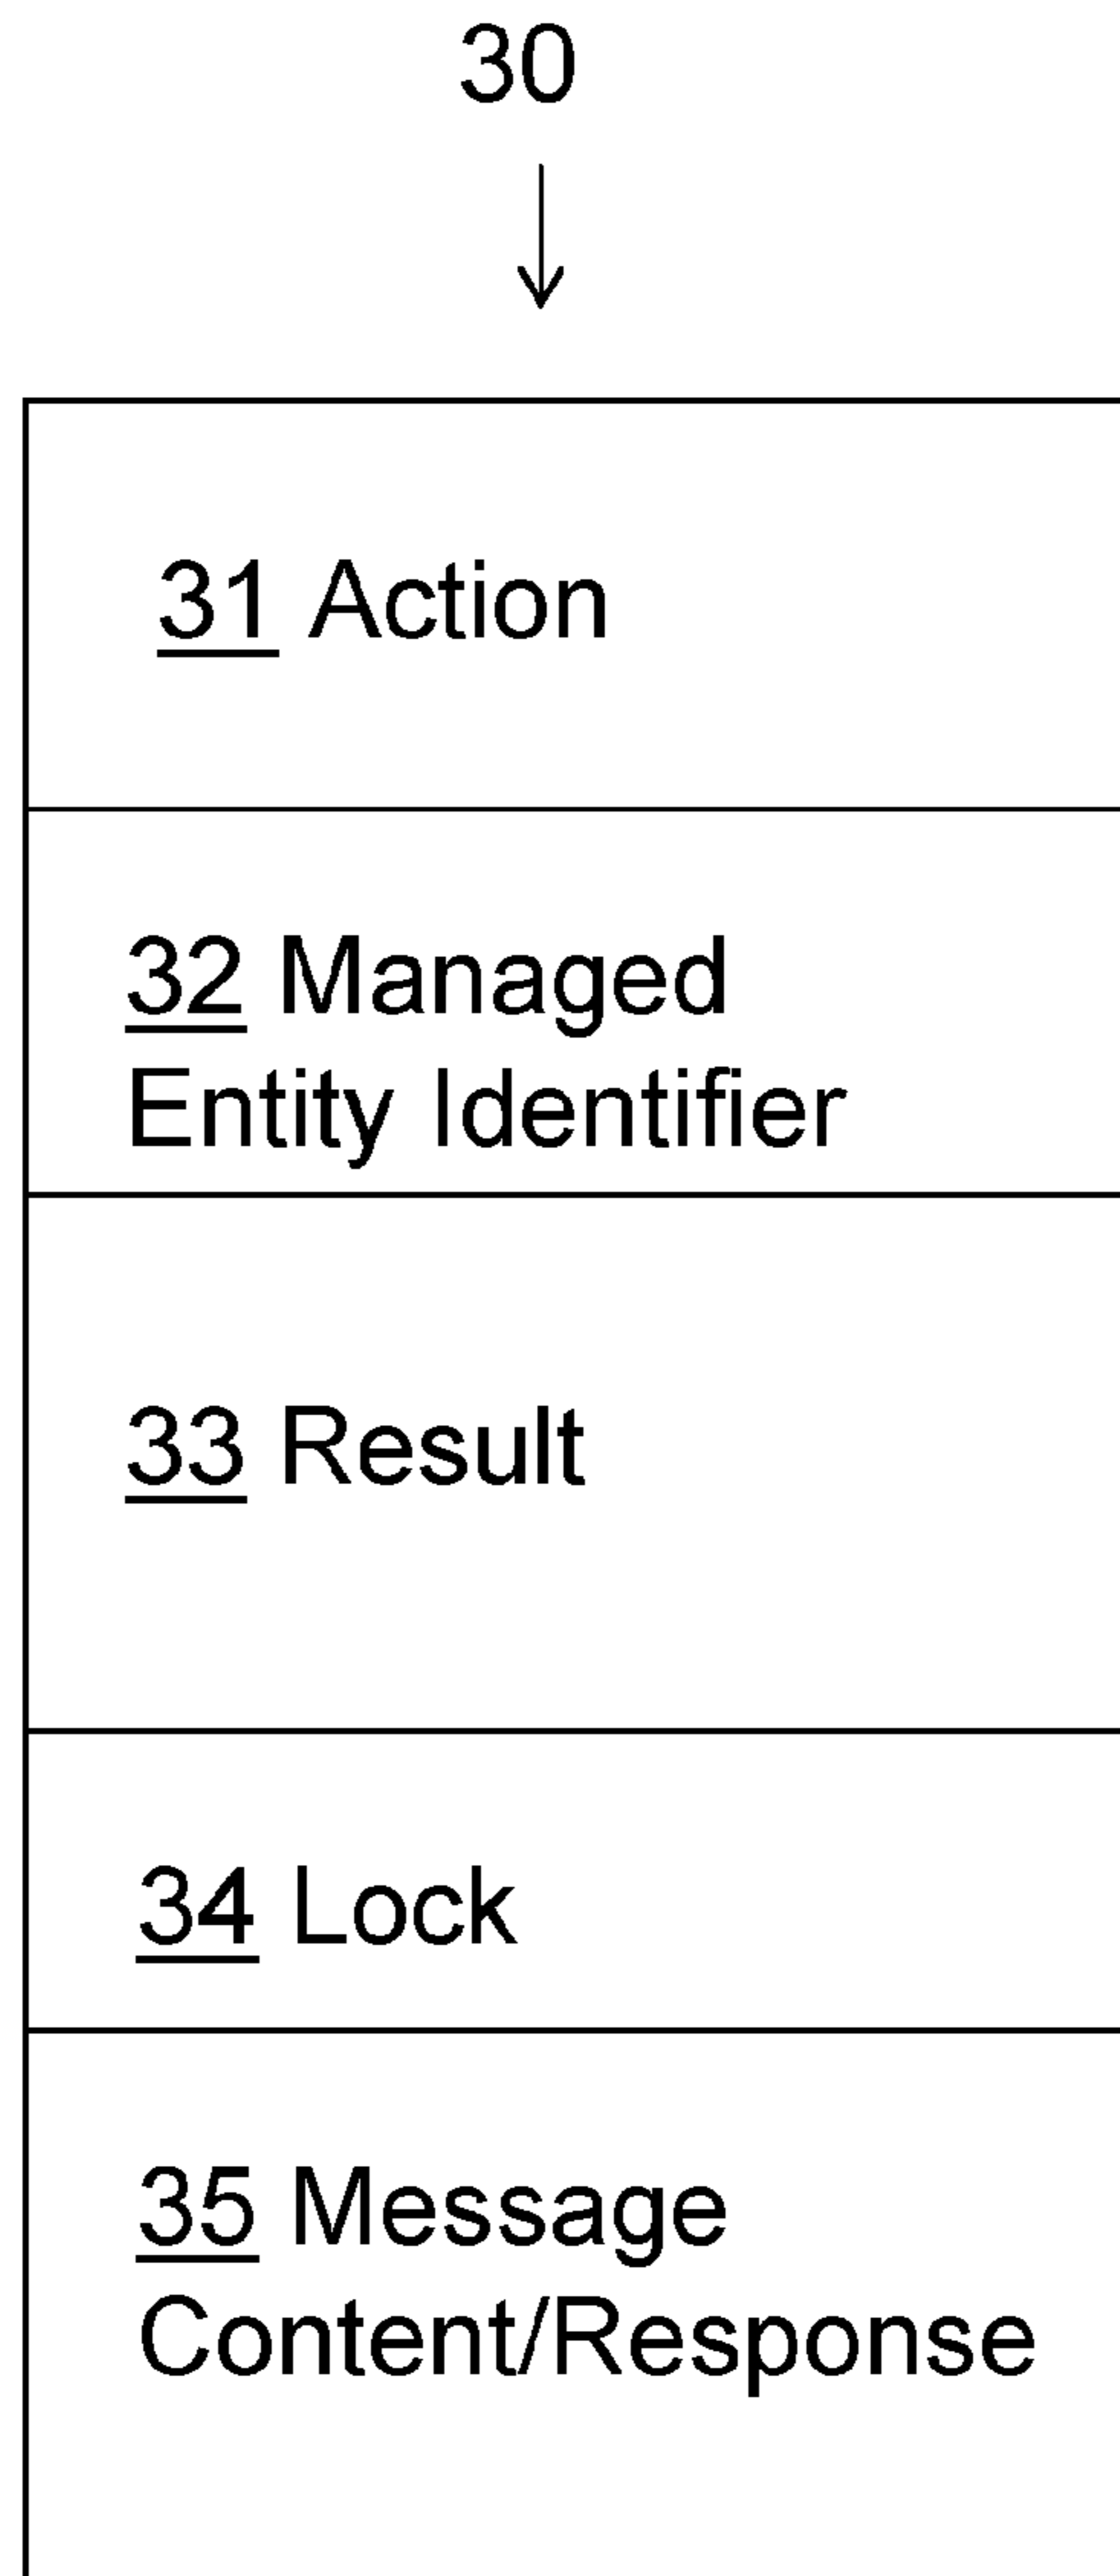 30
31 Action
32 Managed
Entity Identifier
33 Result
34 Lock
35 Message
Content/Response